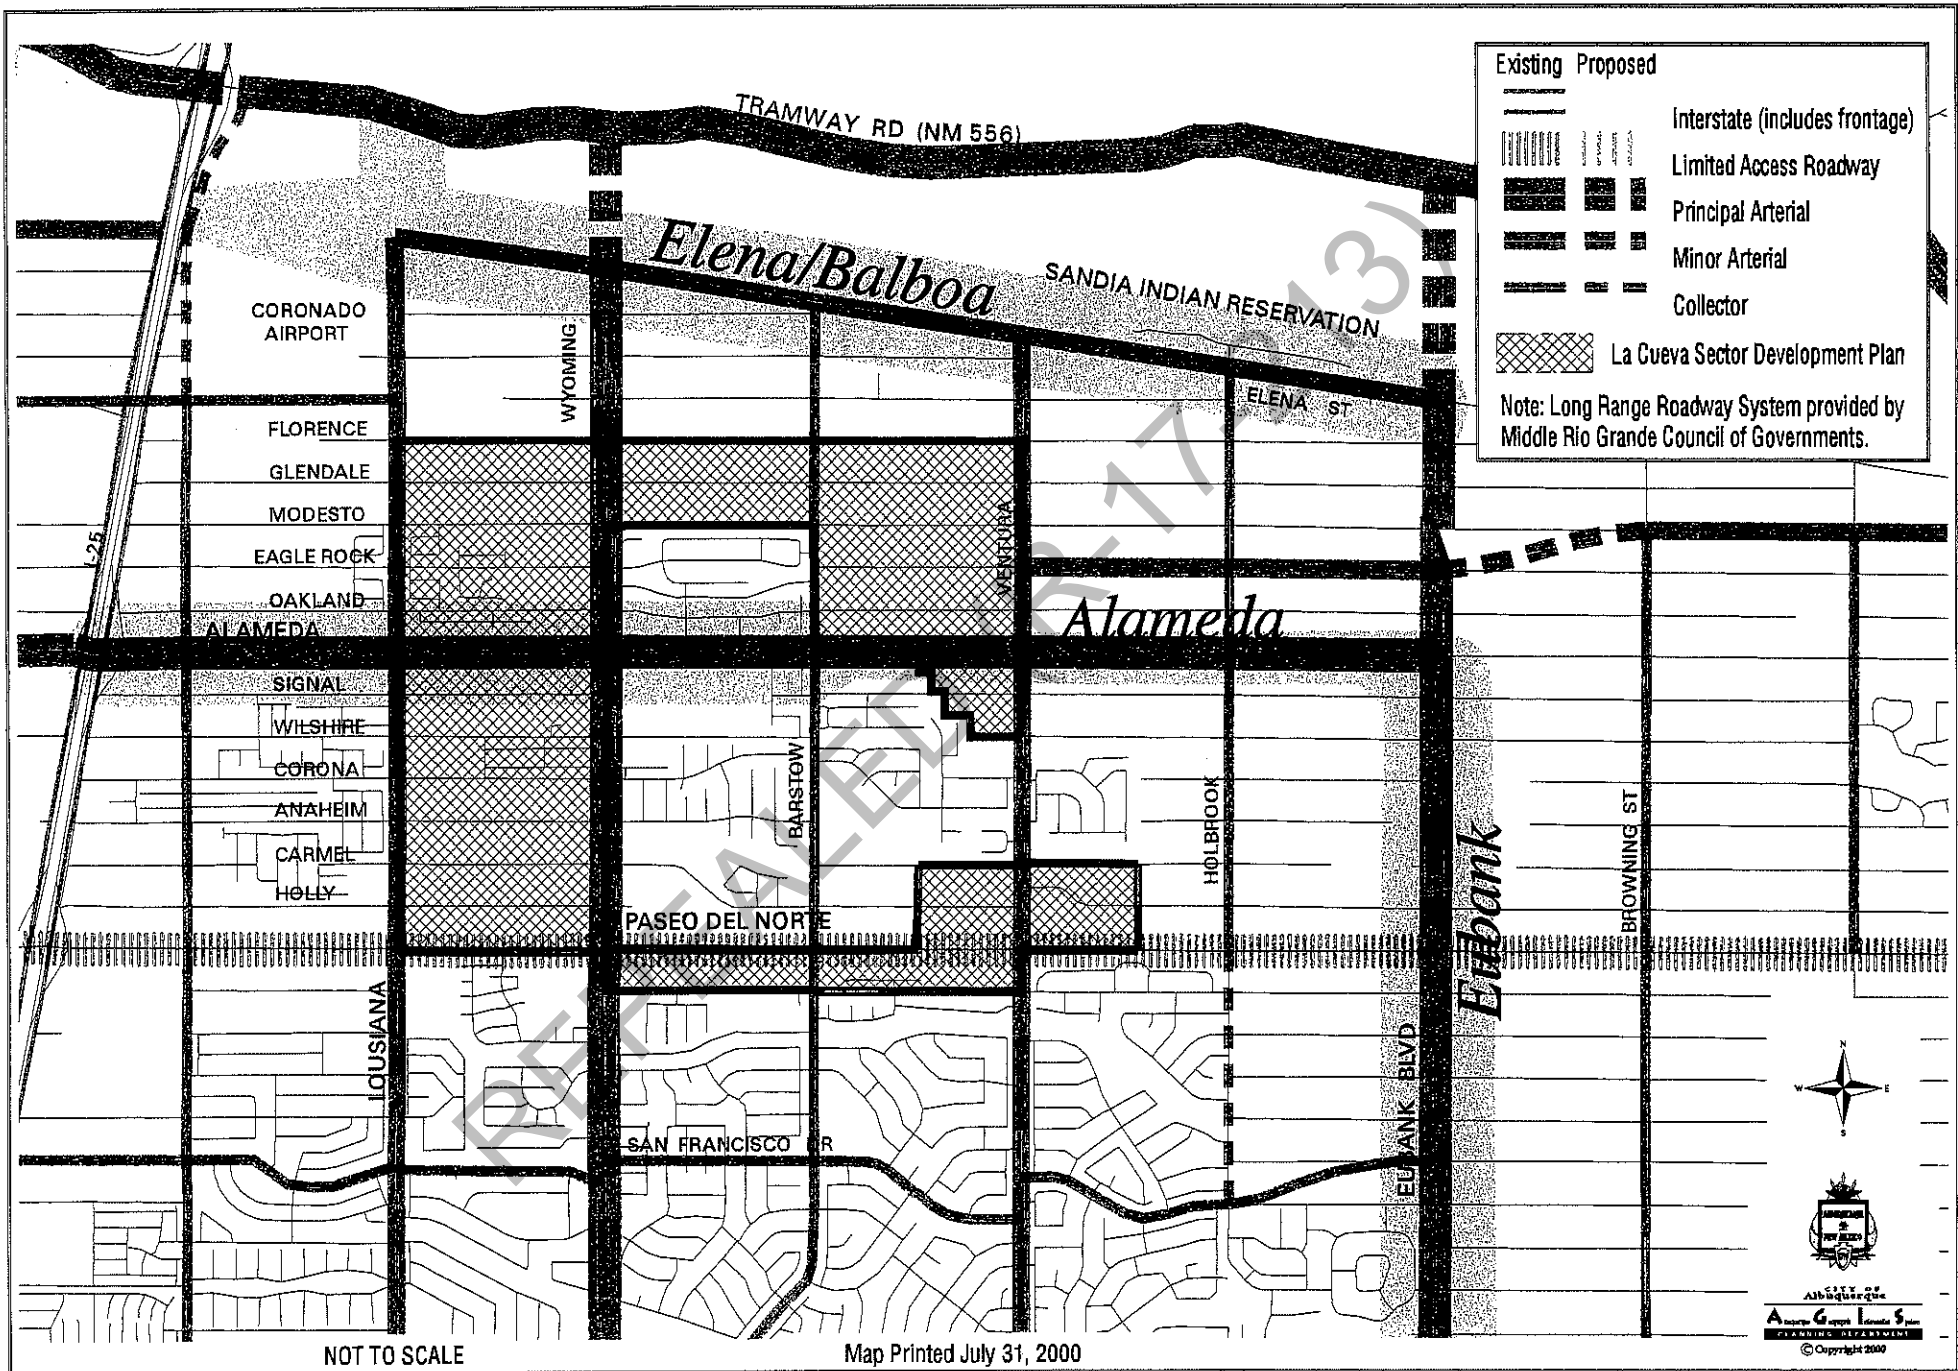 Existing Proposed
Interstate (includes frontage)
Limited Access Roadway
Principal Arterial
Minor Arterial
Collector
La Cueva Sector Development Plan
Note: Long Range Roadway System provided by
Middle Rio Grande Council of Governments.
TRAMWAY RD (NM 556)
Elena/Balboa
SANDIA INDIAN RESERVATION
CORONADO
AIRPORT
WYOMING
ELENA ST
FLORENCE
GLENDALE
MODESTO
EAGLE ROCK
OAKLAND
I-25
VENTURA
ALAMEDA
Alameda
SIGNAL
WILSHIRE
CORONA
ANAHEIM
CARMEL
HOLLY
BARSTOW
HOLBROOK
Eubank
BROWNING ST
PASEO DEL NORTE
LOUSIANA
EUBANK BLVD
SAN FRANCISCO DR
REPEALED (R-17-213)
N
W E
S
CITY OF
Albuquerque
A G I S
PLANNING DEPARTMENT
© Copyright 2000
NOT TO SCALE
Map Printed July 31, 2000